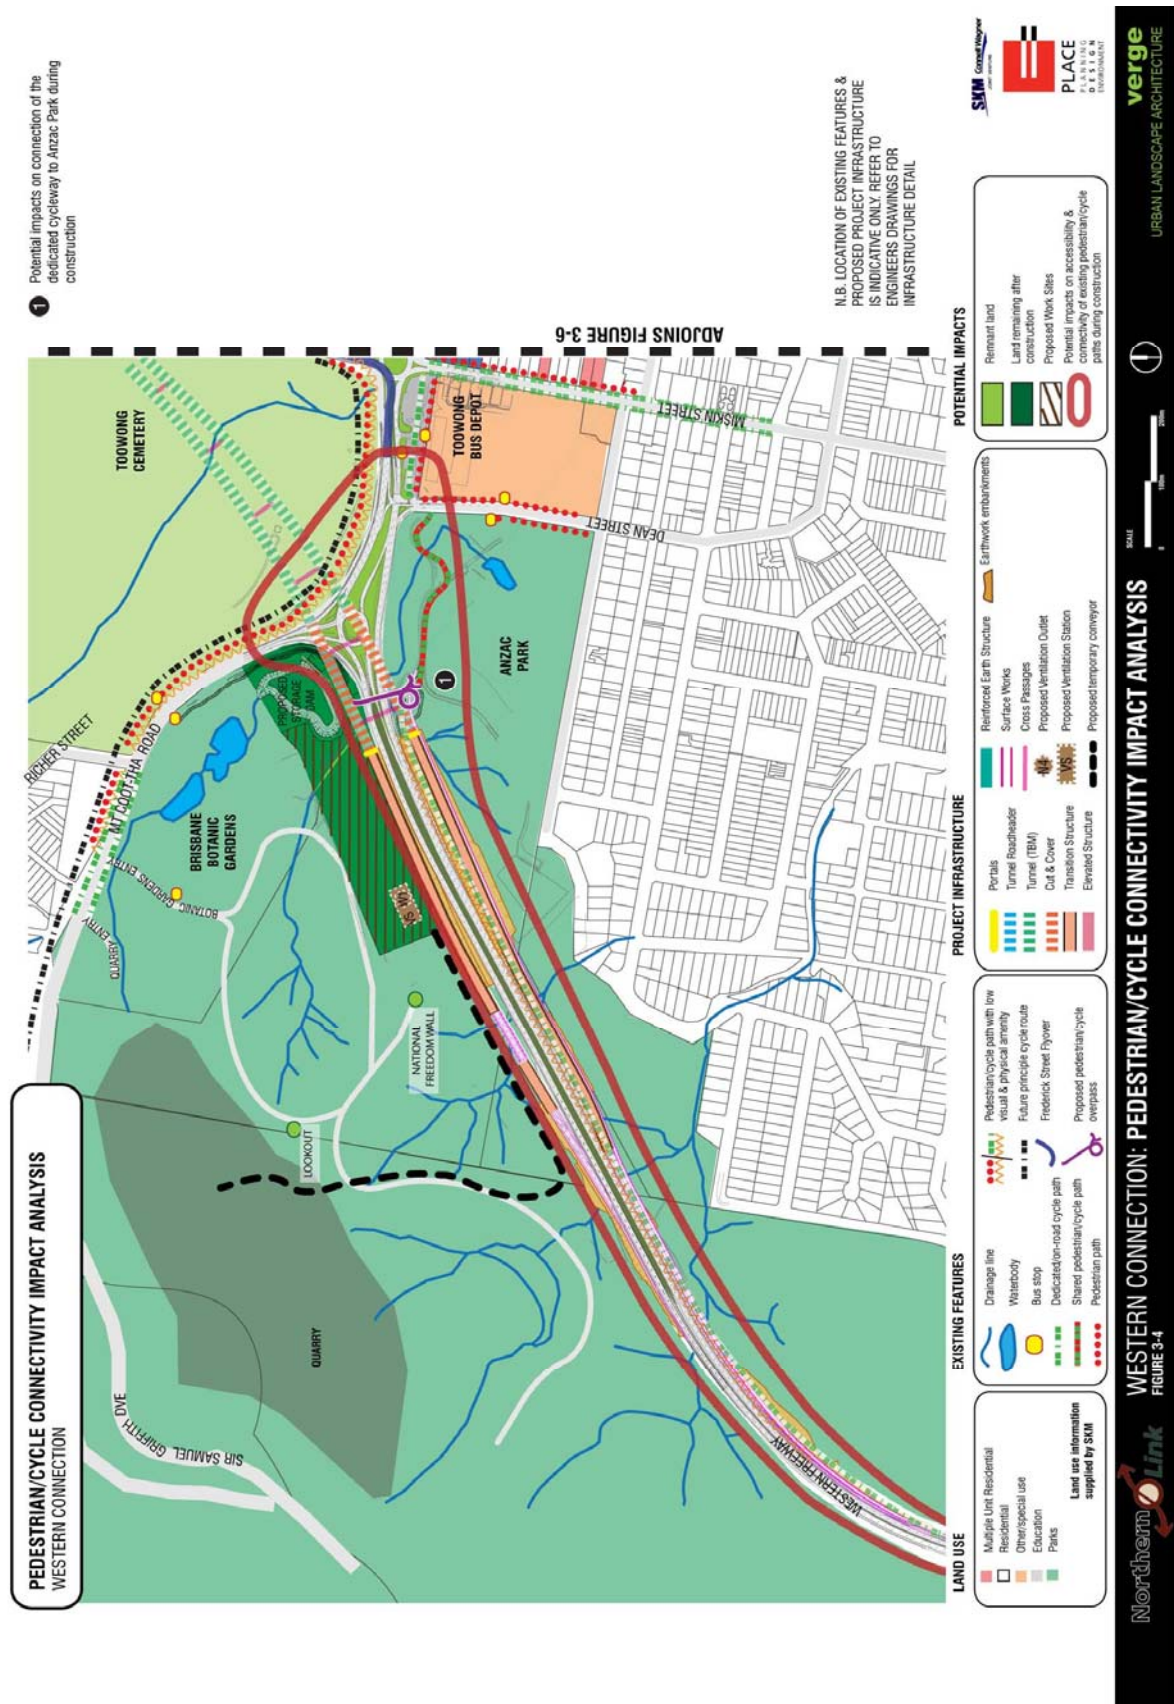 PEDESTRIAN/CYCLE CONNECTIVITY IMPACT ANALYSIS
WESTERN CONNECTION
1
Potential impacts on connection of the
dedicated cycleway to Anzac Park during
construction
SIR SAMUEL GRIFFITH DVE
QUARRY
LOOKOUT
NATIONAL
FREEDOM WALL
QUARRY ENTRY
BOTANIC GARDENS ENTRY
MT COOT-THA ROAD
RICHER STREET
BRISBANE
BOTANIC
GARDENS
PROPOSED
STORAGE
DAM
VS W1
TOOWONG
CEMETERY
TOOWONG
BUS DEPOT
ANZAC
PARK
1
DEAN STREET
MISKIN STREET
WESTERN FREEWAY
ADJOINS FIGURE 3-6
N.B. LOCATION OF EXISTING FEATURES &
PROPOSED PROJECT INFRASTRUCTURE
IS INDICATIVE ONLY. REFER TO
ENGINEERS DRAWINGS FOR
INFRASTRUCTURE DETAIL
LAND USE
Multiple Unit Residential
Residential
Other/special use
Education
Parks
Land use information
supplied by SKM
EXISTING FEATURES
Drainage line
Waterbody
Bus stop
Dedicated/on-road cycle path
Shared pedestrian/cycle path
Pedestrian path
Pedestrian/cycle path with low
visual & physical amenity
Future principle cycle route
Frederick Street Flyover
Proposed pedestrian/cycle
overpass
PROJECT INFRASTRUCTURE
Portals
Tunnel Roadheader
Tunnel (TBM)
Cut & Cover
Transition Structure
Elevated Structure
Reinforced Earth Structure
Surface Works
Cross Passages
Proposed Ventilation Outlet
VS
Proposed Ventilation Station
Proposed temporary conveyor
Earthwork embankments
POTENTIAL IMPACTS
Remnant land
Land remaining after
construction
Proposed Work Sites
Potential impacts on accessibility &
connectivity of existing pedestrian/cycle
paths during construction
SKM Connell Wagner
JOINT VENTURE
PLACE
PLANNING
DESIGN
ENVIRONMENT
Northern Link
WESTERN CONNECTION: PEDESTRIAN/CYCLE CONNECTIVITY IMPACT ANALYSIS
FIGURE 3-4
SCALE
0 100m 200m
verge
URBAN LANDSCAPE ARCHITECTURE